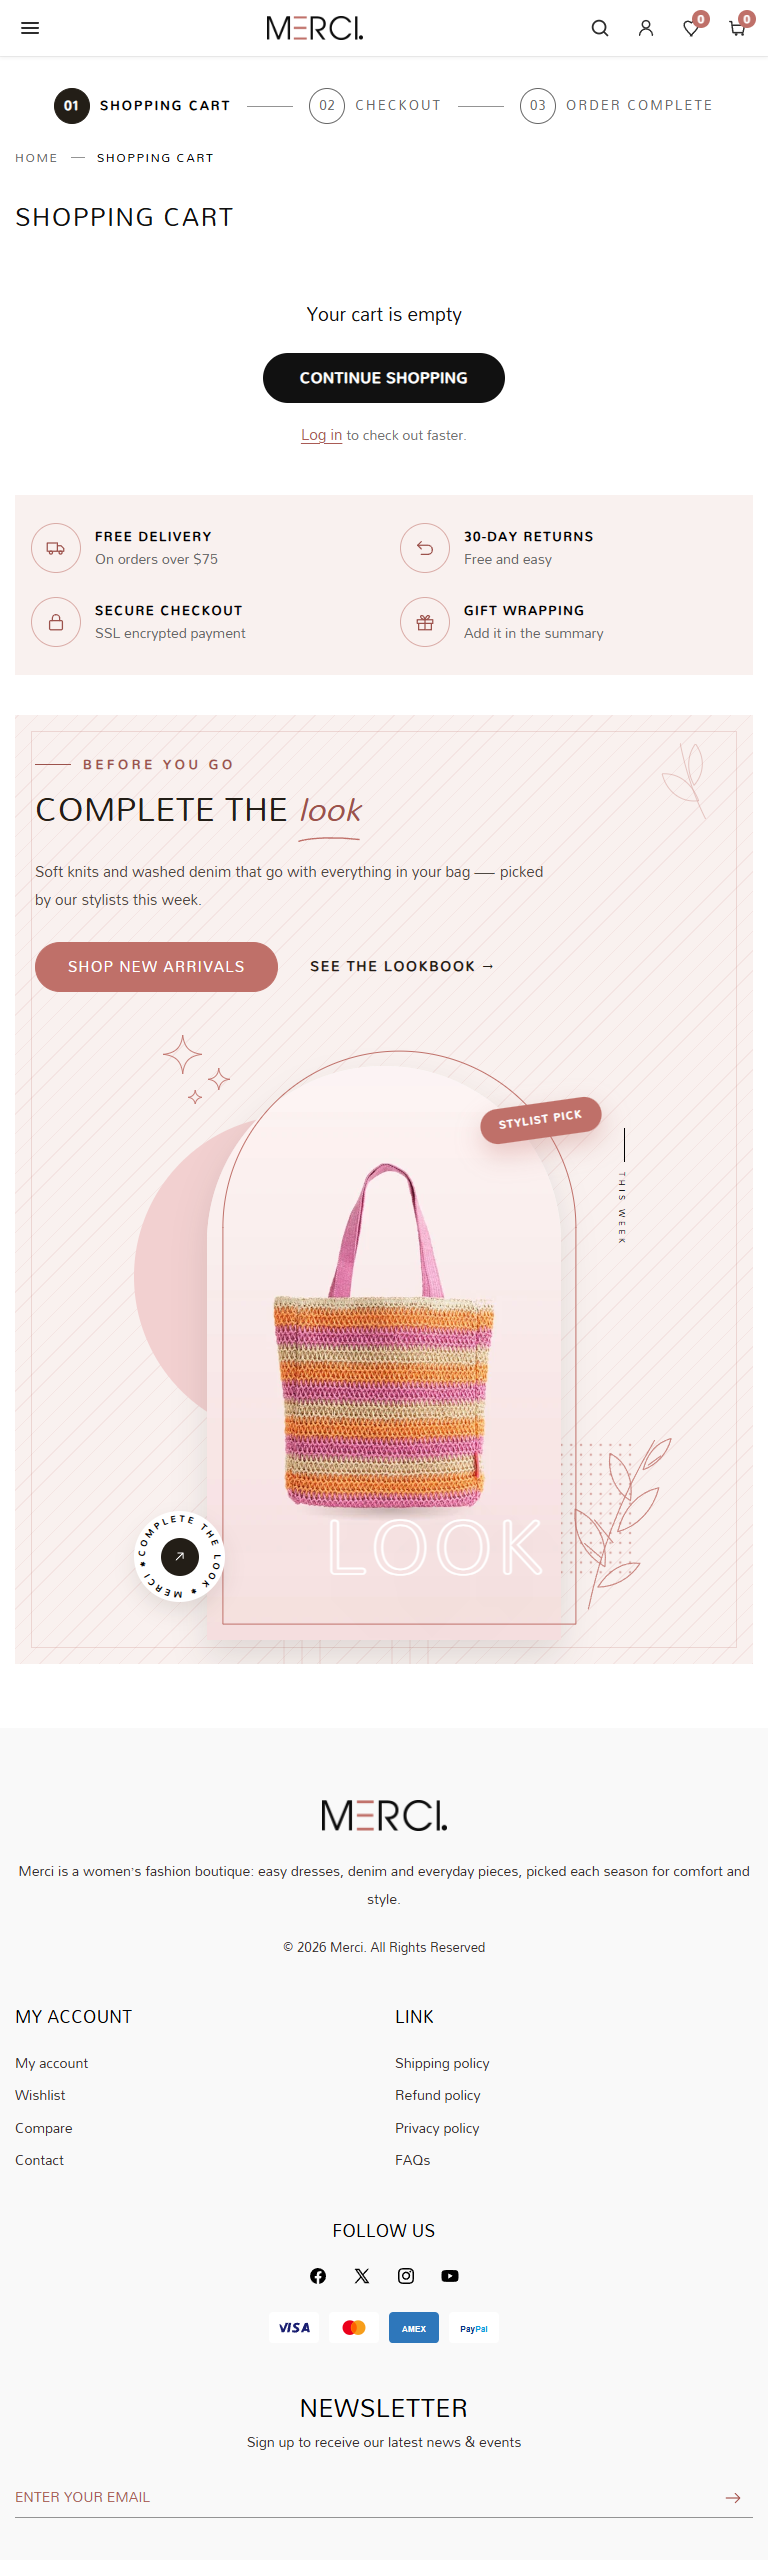 MERCI.
0
0
01 SHOPPING CART
02 CHECKOUT
03 ORDER COMPLETE
HOME — SHOPPING CART
SHOPPING CART
Your cart is empty
CONTINUE SHOPPING
Log in to check out faster.
FREE DELIVERY
On orders over $75
30-DAY RETURNS
Free and easy
SECURE CHECKOUT
SSL encrypted payment
GIFT WRAPPING
Add it in the summary
BEFORE YOU GO
COMPLETE THE look
Soft knits and washed denim that go with everything in your bag — picked
by our stylists this week.
SHOP NEW ARRIVALS
SEE THE LOOKBOOK →
STYLIST PICK
THIS WEEK
LOOK
COMPLETE THE LOOK * MERCI *
MERCI.
Merci is a women's fashion boutique: easy dresses, denim and everyday pieces, picked each season for comfort and
style.
© 2026 Merci. All Rights Reserved
MY ACCOUNT
My account
Wishlist
Compare
Contact
LINK
Shipping policy
Refund policy
Privacy policy
FAQs
FOLLOW US
VISA
AMEX
PayPal
NEWSLETTER
Sign up to receive our latest news & events
ENTER YOUR EMAIL